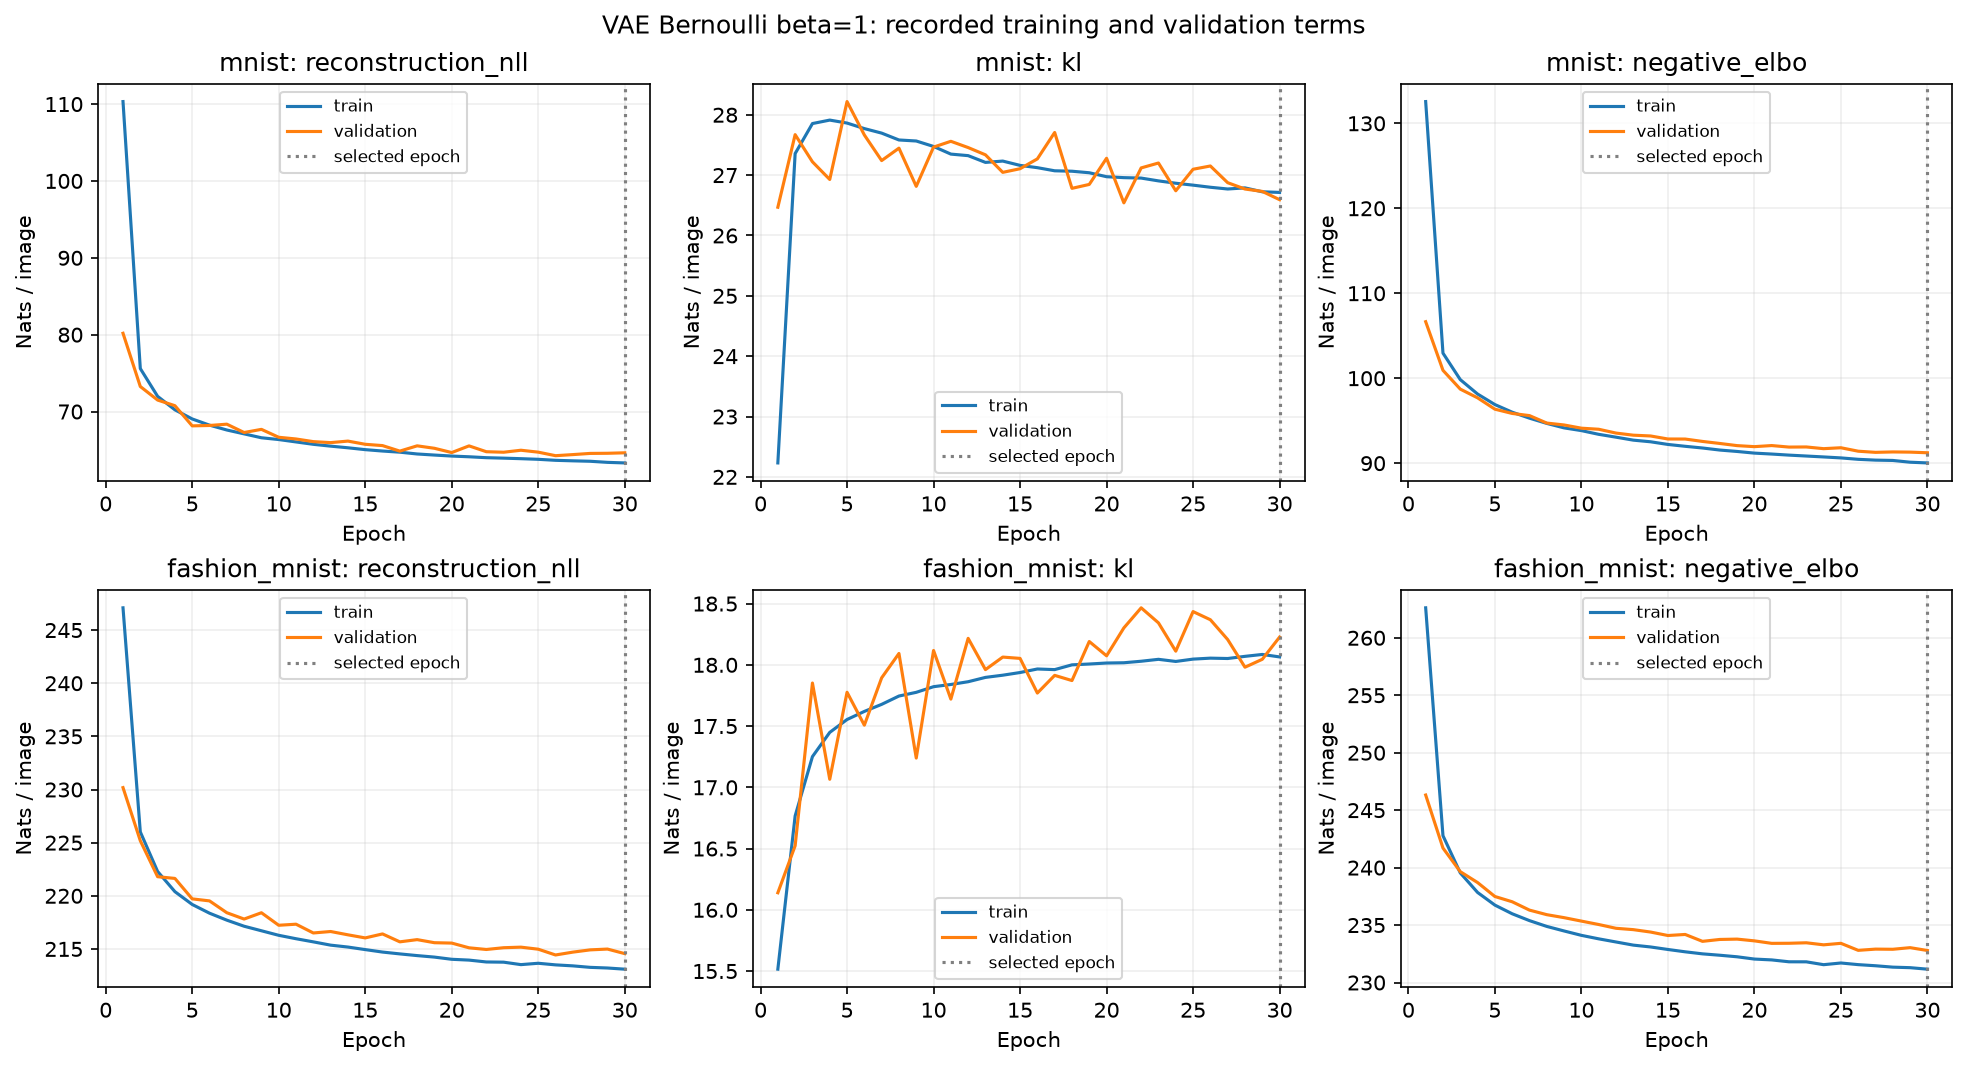 VAE Bernoulli beta=1: recorded training and validation terms
mnist: reconstruction_nll
Nats / image
110
100
90
80
70
train
validation
selected epoch
0 5 10 15 20 25 30
Epoch
mnist: kl
Nats / image
28
27
26
25
24
23
22
train
validation
selected epoch
0 5 10 15 20 25 30
Epoch
mnist: negative_elbo
Nats / image
130
120
110
100
90
train
validation
selected epoch
0 5 10 15 20 25 30
Epoch
fashion_mnist: reconstruction_nll
Nats / image
245
240
235
230
225
220
215
train
validation
selected epoch
0 5 10 15 20 25 30
Epoch
fashion_mnist: kl
Nats / image
18.5
18.0
17.5
17.0
16.5
16.0
15.5
train
validation
selected epoch
0 5 10 15 20 25 30
Epoch
fashion_mnist: negative_elbo
Nats / image
260
255
250
245
240
235
230
train
validation
selected epoch
0 5 10 15 20 25 30
Epoch